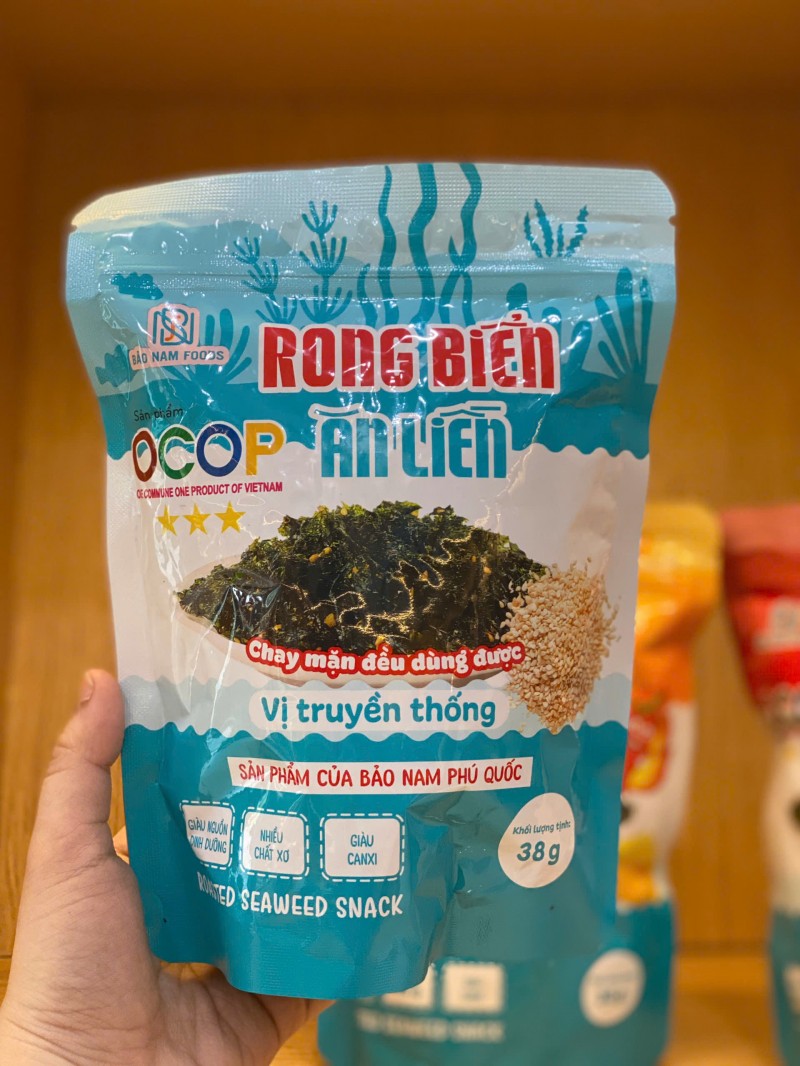 BẢO NAM FOODS
RONG BIỂN
ĂN LIỀN
Sản phẩm
OCOP
COMMUNE ONE PRODUCT OF VIETNAM
Chay mặn đều dùng được
Vị truyền thống
SẢN PHẨM CỦA BẢO NAM PHÚ QUỐC
GIÀU NGUỒN
DINH DƯỠNG
NHIỀU
CHẤT XƠ
GIÀU
CANXI
Khối lượng tịnh:
38g
ROASTED SEAWEED SNACK